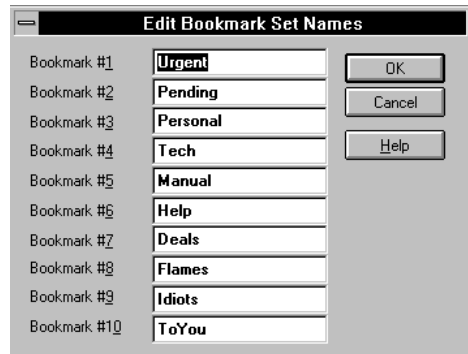 Edit Bookmark Set Names
Bookmark #1 Urgent
OK
Bookmark #2 Pending
Cancel
Bookmark #3 Personal
Bookmark #4 Tech
Help
Bookmark #5 Manual
Bookmark #6 Help
Bookmark #7 Deals
Bookmark #8 Flames
Bookmark #9 Idiots
Bookmark #10 ToYou